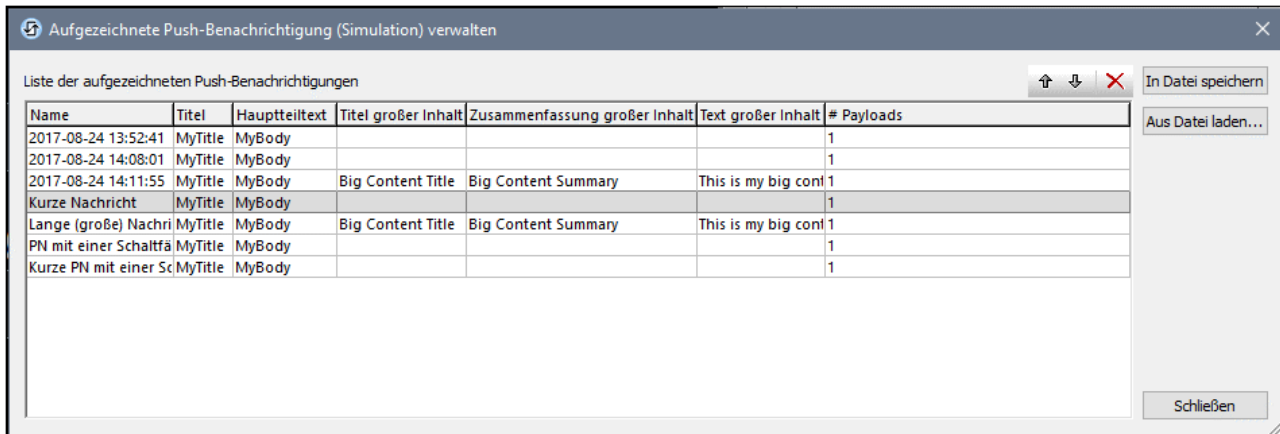 Aufgezeichnete Push-Benachrichtigung (Simulation) verwalten
Liste der aufgezeichneten Push-Benachrichtigungen
In Datei speichern
Aus Datei laden...
Name Titel Hauptteiltext Titel großer Inhalt Zusammenfassung großer Inhalt Text großer Inhalt # Payloads
2017-08-24 13:52:41 MyTitle MyBody 1
2017-08-24 14:08:01 MyTitle MyBody 1
2017-08-24 14:11:55 MyTitle MyBody Big Content Title Big Content Summary This is my big cont 1
Kurze Nachricht MyTitle MyBody 1
Lange (große) Nachri MyTitle MyBody Big Content Title Big Content Summary This is my big cont 1
PN mit einer Schaltfä MyTitle MyBody 1
Kurze PN mit einer Sc MyTitle MyBody 1
Schließen